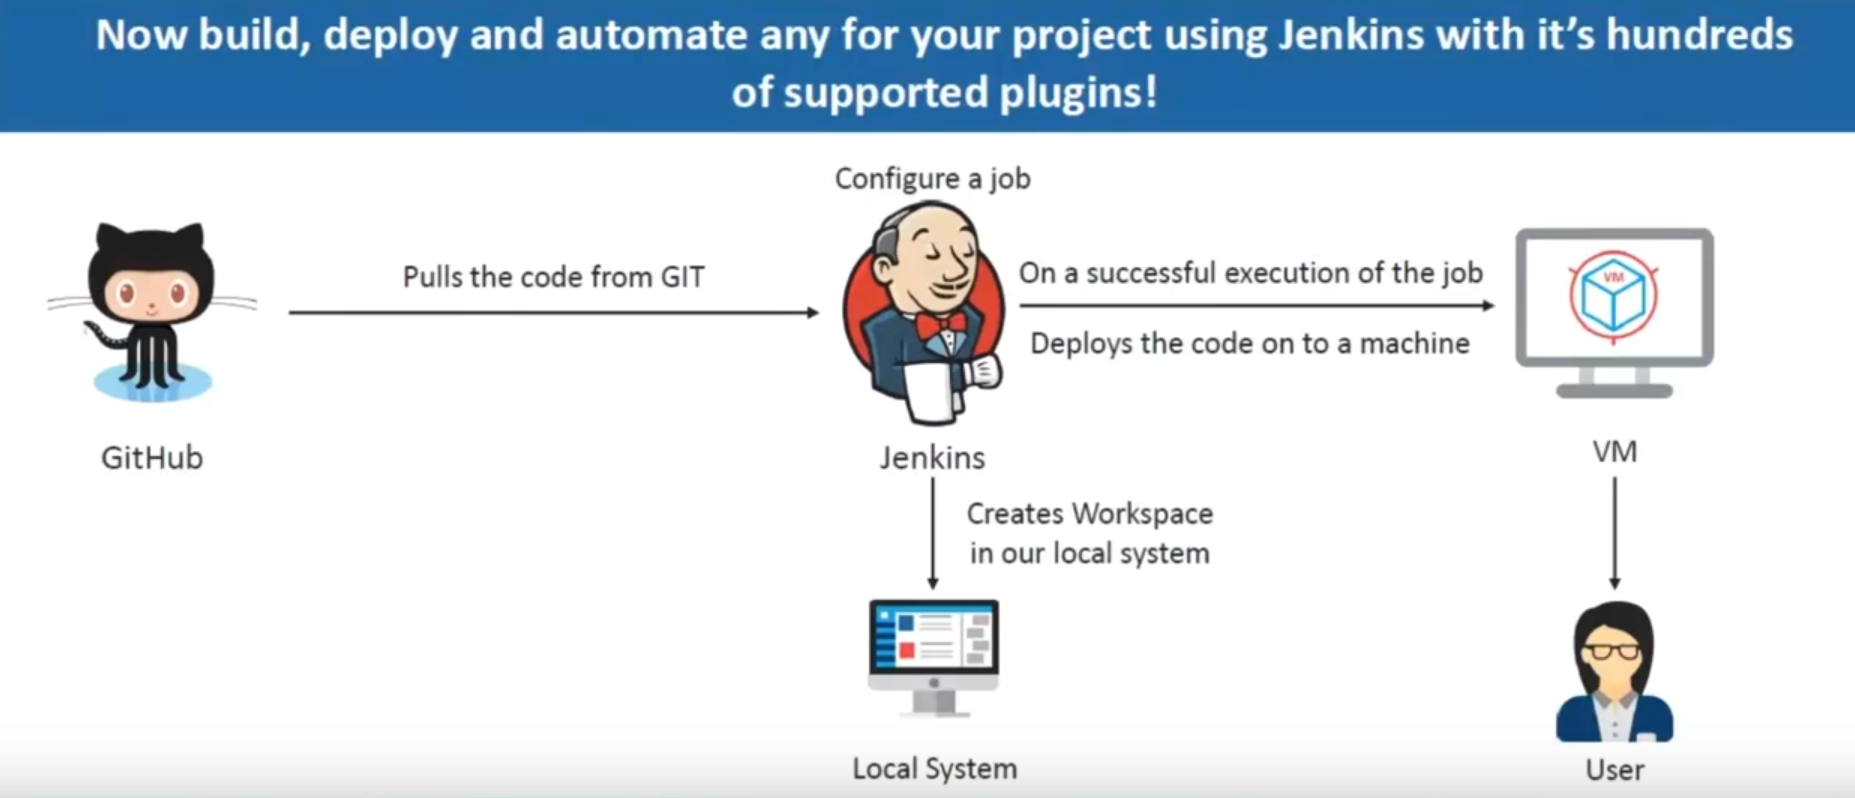 Now build, deploy and automate any for your project using Jenkins with it's hundreds
of supported plugins!
Configure a job
Pulls the code from GIT
On a successful execution of the job
Deploys the code on to a machine
VM
GitHub
Jenkins
VM
Creates Workspace
in our local system
Local System
User